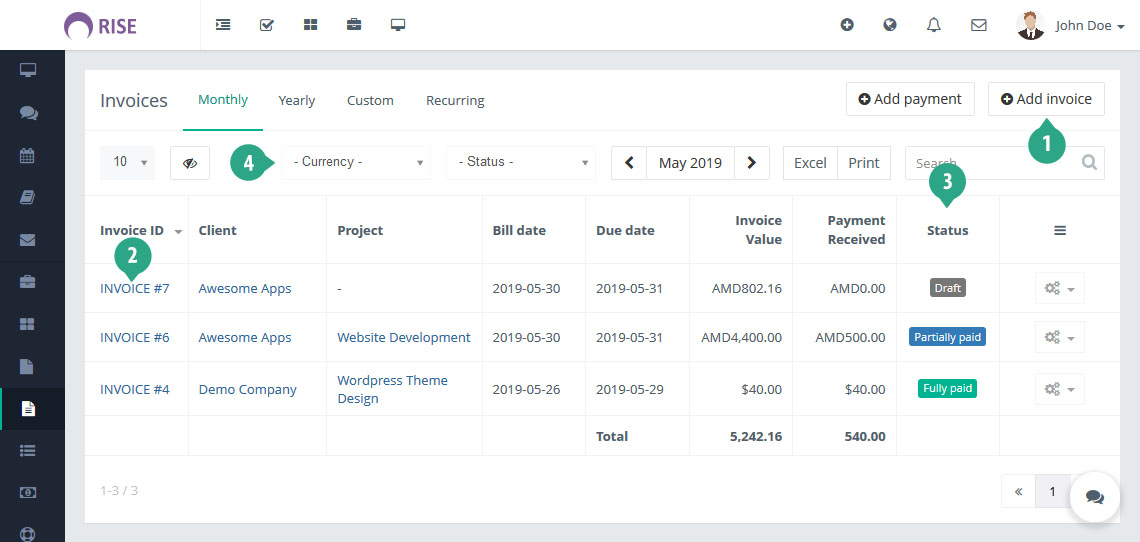 RISE
John Doe
Invoices Monthly Yearly Custom Recurring Add payment Add invoice
1
10 4 - Currency - - Status - May 2019 Excel Print Search
3
Invoice ID Client Project Bill date Due date Invoice Value Payment Received Status
2
INVOICE #7 Awesome Apps - 2019-05-30 2019-05-31 AMD802.16 AMD0.00 Draft
INVOICE #6 Awesome Apps Website Development 2019-05-30 2019-05-31 AMD4,400.00 AMD500.00 Partially paid
INVOICE #4 Demo Company Wordpress Theme Design 2019-05-26 2019-05-29 $40.00 $40.00 Fully paid
Total 5,242.16 540.00
1-3 / 3 « 1